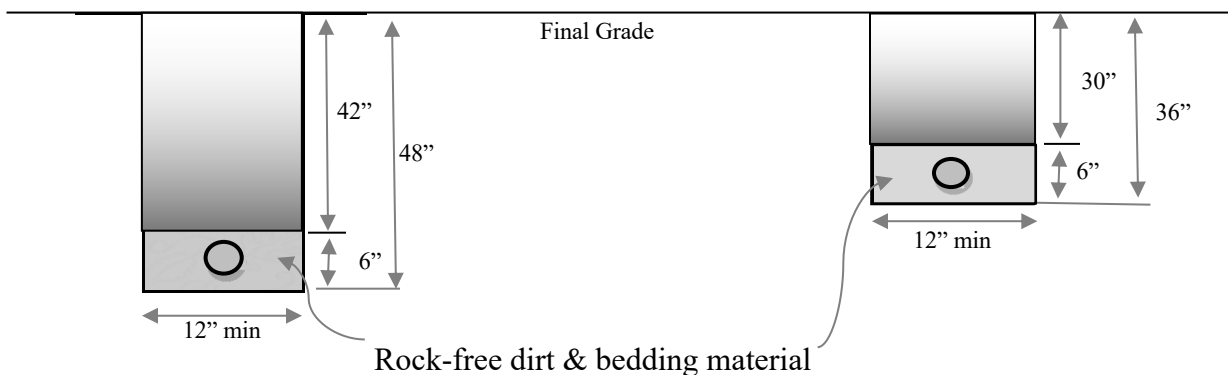 Final Grade
42”
48”
6”
12” min
30”
36”
6”
12” min
Rock-free dirt & bedding material